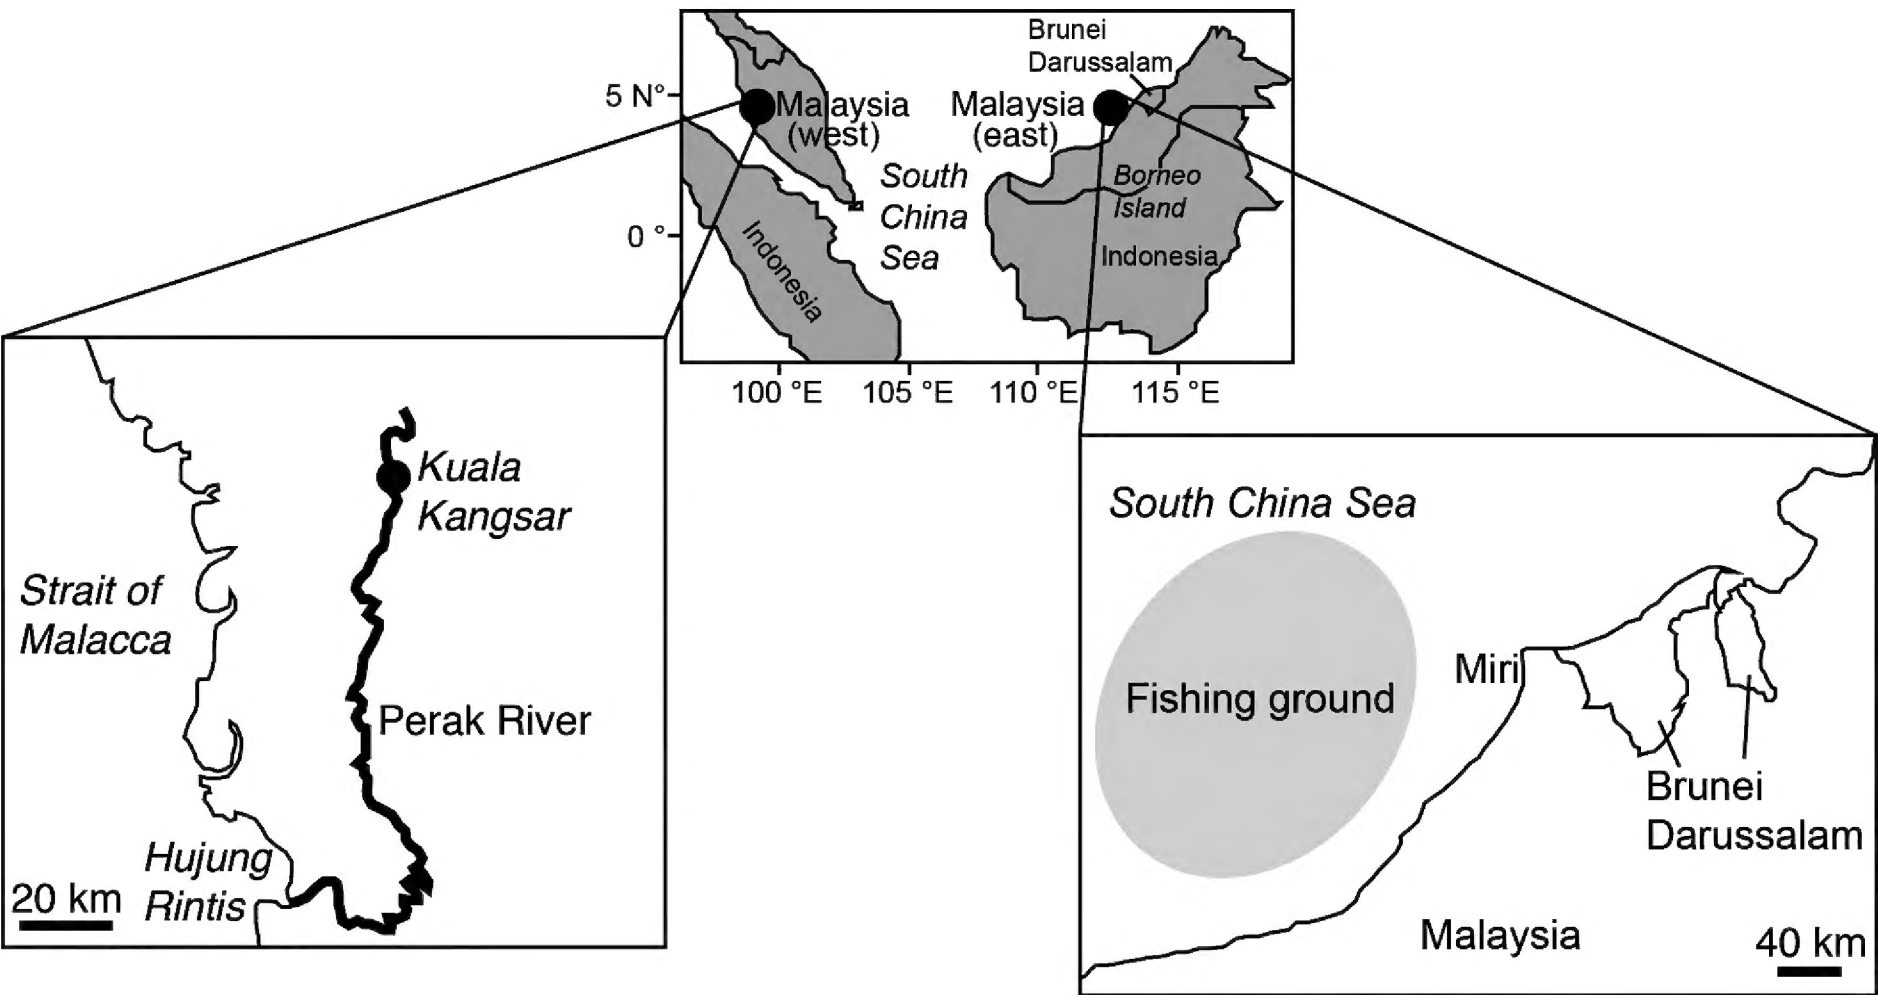 Brunei
Darussalam
5 N°
Malaysia
(west)
Malaysia
(east)
South
China
Sea
Borneo
Island
0 °
Indonesia
Indonesia
100 °E
105 °E
110 °E
115 °E
Kuala
Kangsar
Strait of
Malacca
Perak River
Hujung
Rintis
20 km
South China Sea
Fishing ground
Miri
Brunei
Darussalam
Malaysia
40 km